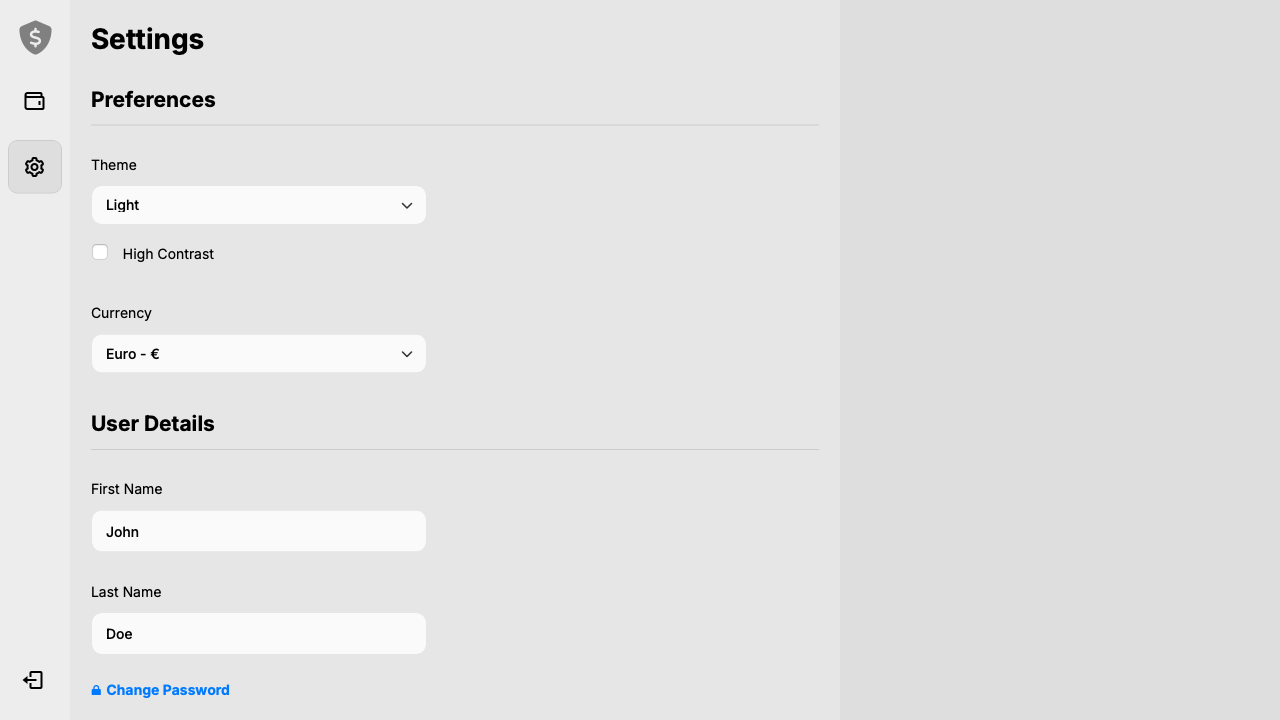 Settings
Preferences
Theme
Light
High Contrast
Currency
Euro - €
User Details
First Name
John
Last Name
Doe
Change Password